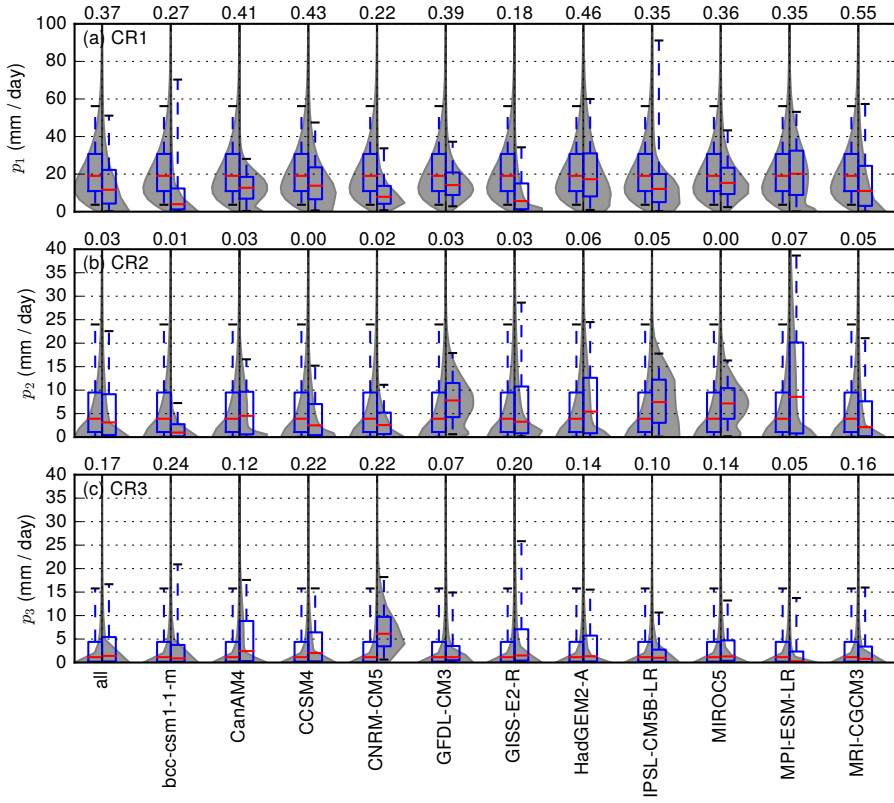 0.37 0.27 0.41 0.43 0.22 0.39 0.18 0.46 0.35 0.36 0.35 0.55
(a) CR1
100
80
60
40
20
0
p1 (mm / day)
0.03 0.01 0.03 0.00 0.02 0.03 0.03 0.06 0.05 0.00 0.07 0.05
(b) CR2
40
35
30
25
20
15
10
5
0
p2 (mm / day)
0.17 0.24 0.12 0.22 0.22 0.07 0.20 0.14 0.10 0.14 0.05 0.16
(c) CR3
40
35
30
25
20
15
10
5
0
p3 (mm / day)
all
bcc-csm1-1-m
CanAM4
CCSM4
CNRM-CM5
GFDL-CM3
GISS-E2-R
HadGEM2-A
IPSL-CM5B-LR
MIROC5
MPI-ESM-LR
MRI-CGCM3